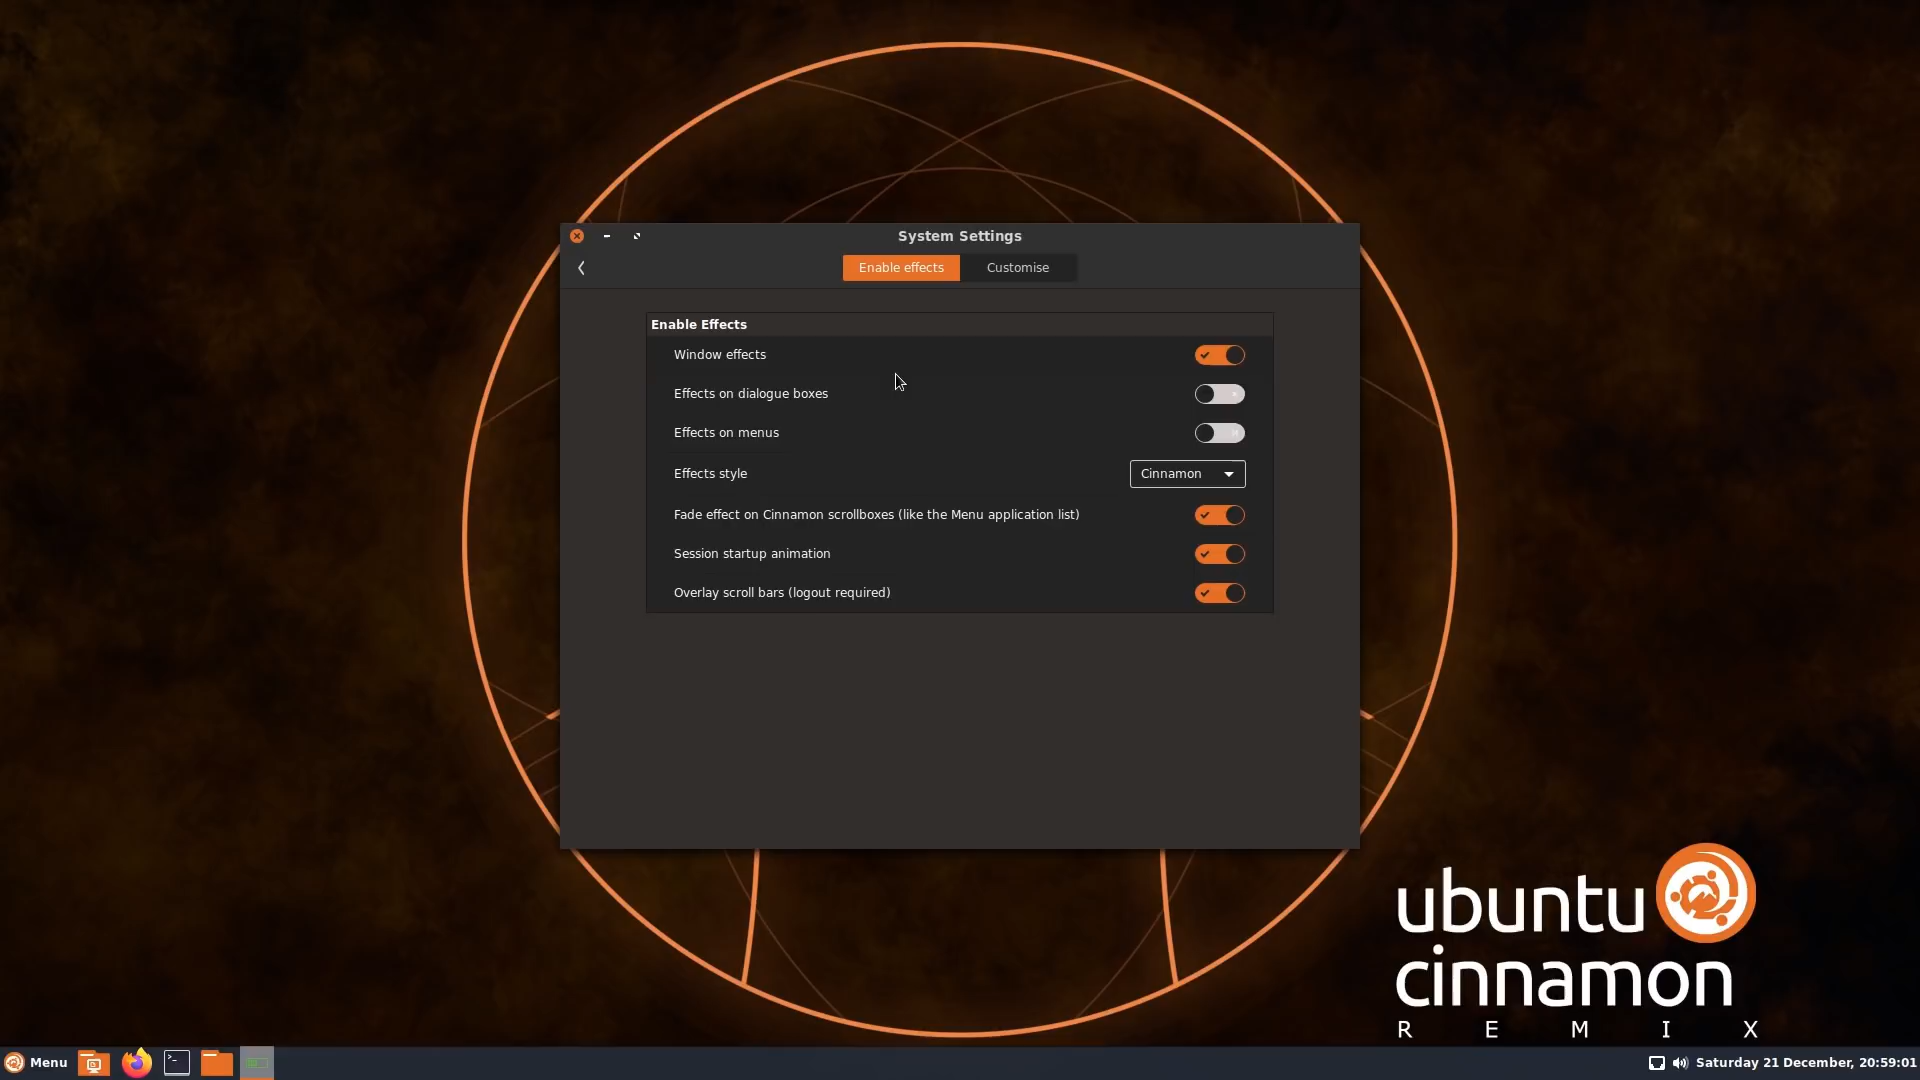 System Settings
Enable effects Customise
Enable Effects
Window effects
Effects on dialogue boxes
Effects on menus
Effects style Cinnamon
Fade effect on Cinnamon scrollboxes (like the Menu application list)
Session startup animation
Overlay scroll bars (logout required)
ubuntu
cinnamon
R E M I X
Menu Saturday 21 December, 20:59:01